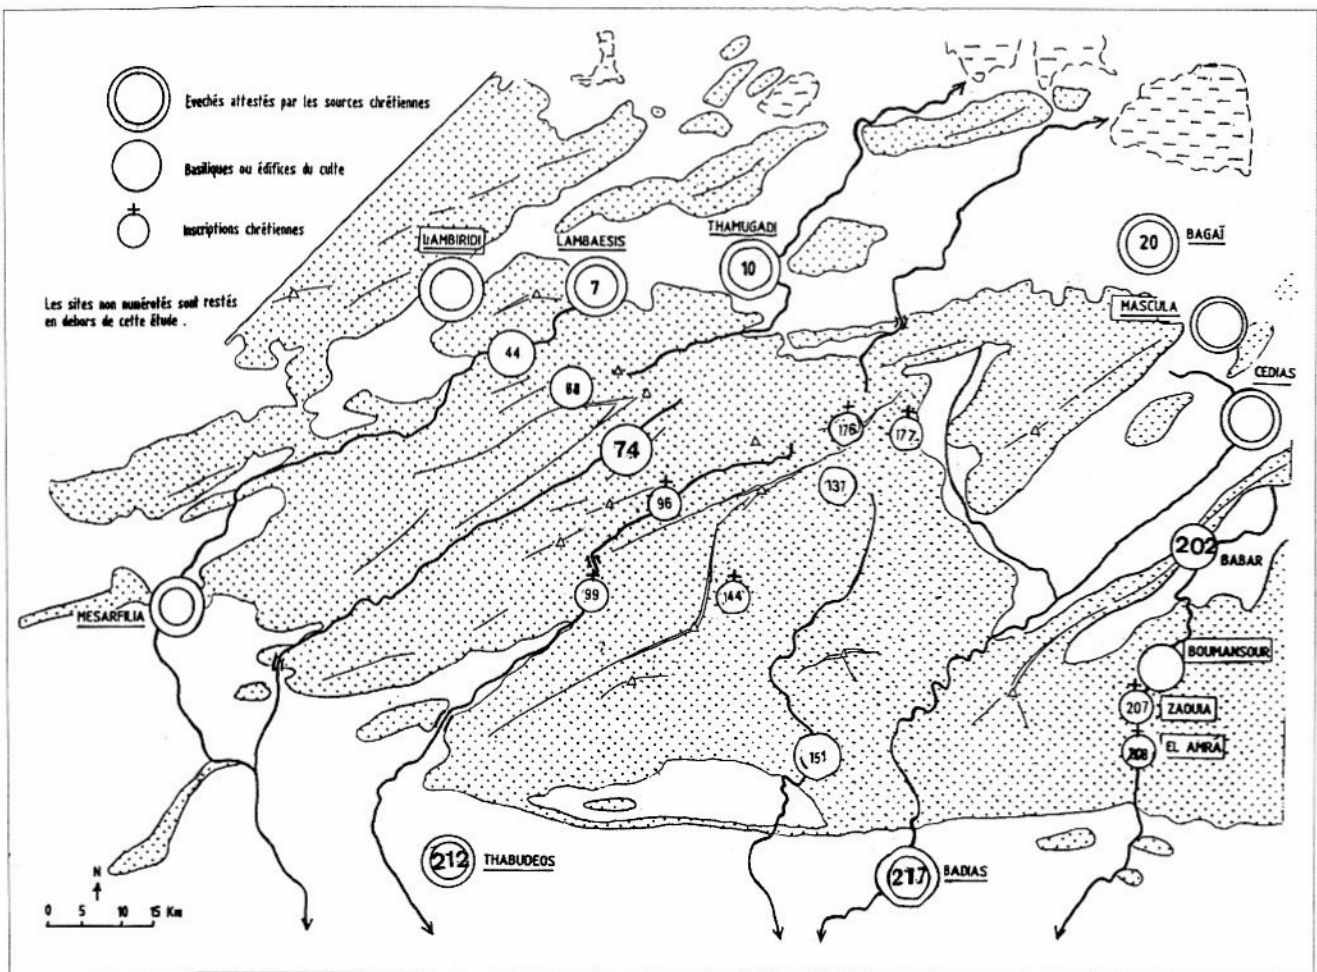 Evechés attestés par les sources chrétiennes
Basiliques ou édifices du culte
Inscriptions chrétiennes
Les sites non numérotés sont restés
en dehors de cette étude .
LAMBIRIDI
LAMBAESIS
7
THAMUGADI
10
20
BAGAÏ
MASCULA
CEDIAS
44
68
74
176
177
137
96
202
BABAR
99
144
MESARFILIA
BOUMANSOUR
207
ZAOUIA
208
EL AMRA
151
212
THABUDEOS
217
BADIAS
N
0 5 10 15 Km